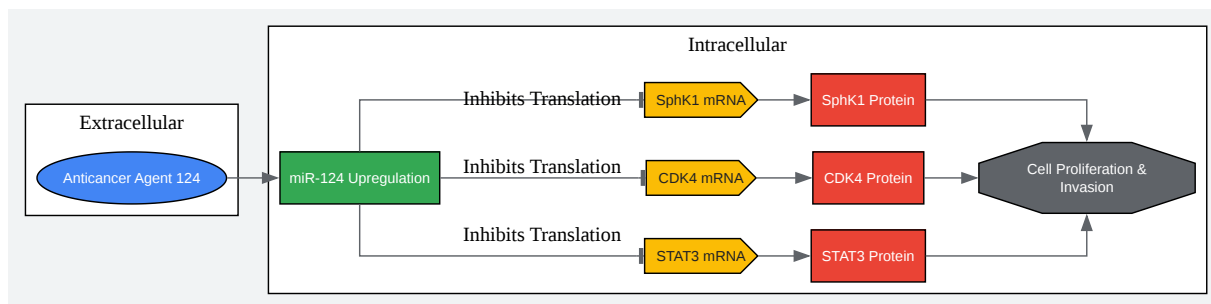 Intracellular
Extracellular
Anticancer Agent 124
miR-124 Upregulation
Inhibits Translation
SphK1 mRNA
SphK1 Protein
Inhibits Translation
CDK4 mRNA
CDK4 Protein
Inhibits Translation
STAT3 mRNA
STAT3 Protein
Cell Proliferation &
Invasion